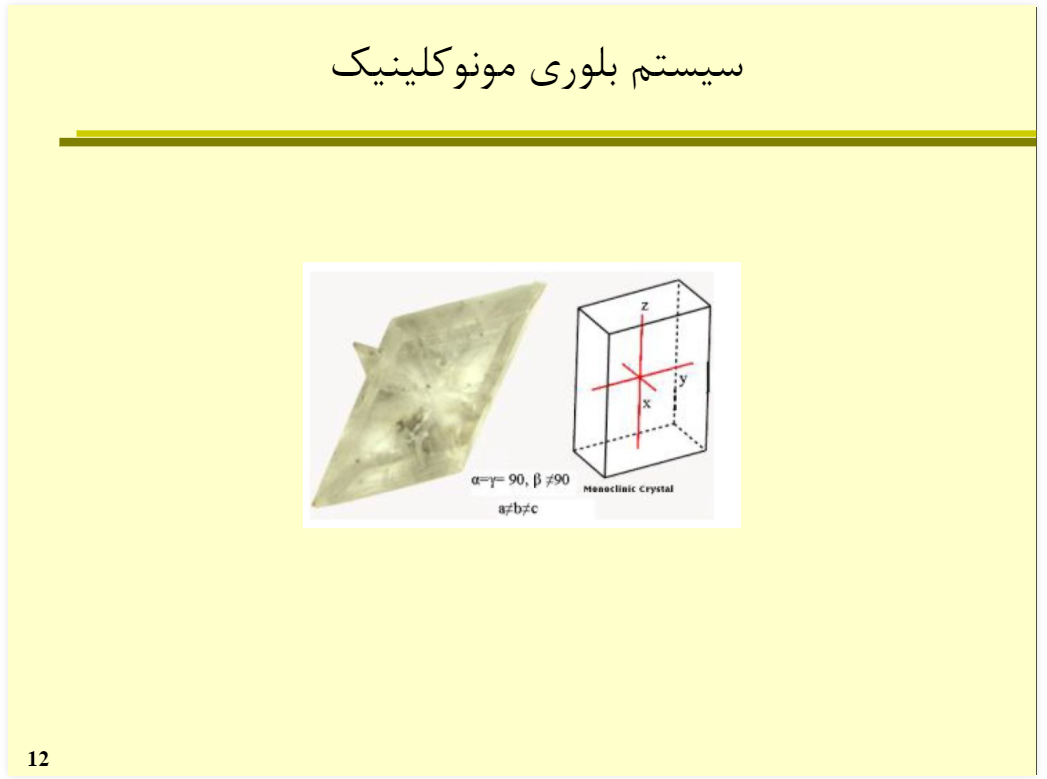 سیستم بلوری مونوکلینیک
z
y
x
α=γ= 90, β ≠90
Monoclinic Crystal
a≠b≠c
12